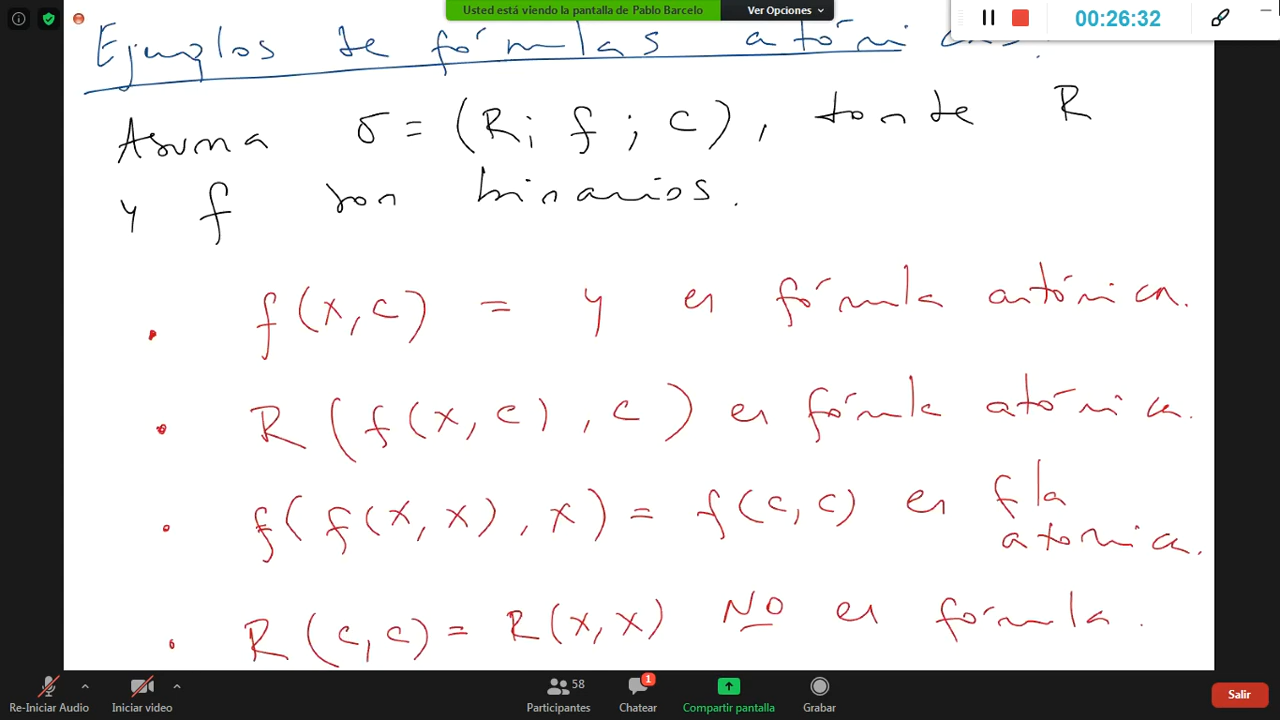 Usted está viendo la pantalla de Pablo Barcelo
Ver Opciones
00:26:32
Ejemplos de fórmulas atómicas.
Asuma σ = (R; f; c), donde R
y f son binarios.
• f(x,c) = y es fórmula atómica.
• R(f(x,c),c) es fórmula atómica.
• f(f(x,x),x) = f(c,c) es fla
atomica.
• R(c,c) = R(x,x) NO es fórmula.
Re-Iniciar Audio
Iniciar video
58
Participantes
1
Chatear
Compartir pantalla
Grabar
Salir